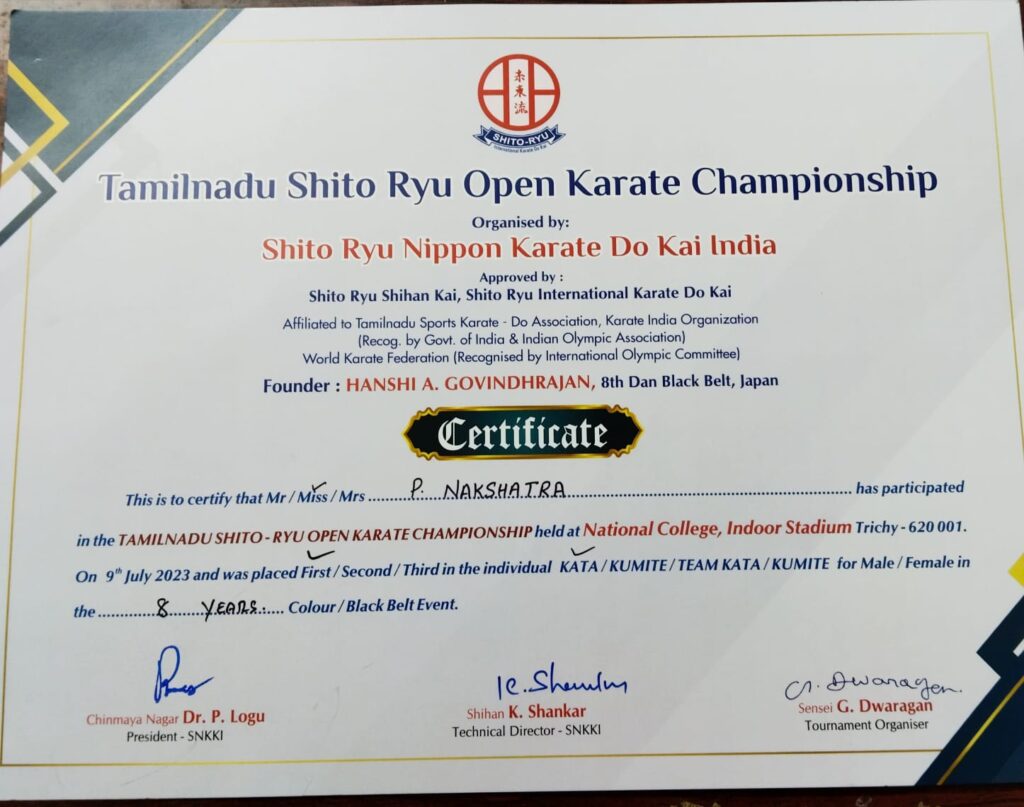 糸東流
SHITO-RYU
International Karate Do Kai
Tamilnadu Shito Ryu Open Karate Championship
Organised by:
Shito Ryu Nippon Karate Do Kai India
Approved by :
Shito Ryu Shihan Kai, Shito Ryu International Karate Do Kai
Affiliated to Tamilnadu Sports Karate - Do Association, Karate India Organization
(Recog. by Govt. of India & Indian Olympic Association)
World Karate Federation (Recognised by International Olympic Committee)
Founder : HANSHI A. GOVINDHRAJAN, 8th Dan Black Belt, Japan
Certificate
This is to certify that Mr / Miss / Mrs ........ P. NAKSHATRA ........ has participated
in the TAMILNADU SHITO - RYU OPEN KARATE CHAMPIONSHIP held at National College, Indoor Stadium Trichy - 620 001.
On 9th July 2023 and was placed First / Second / Third in the individual KATA / KUMITE / TEAM KATA / KUMITE for Male / Female in
the ........ 8 YEARS. ........ Colour / Black Belt Event.
K. Shankar
G. Dwaragan.
Chinmaya Nagar Dr. P. Logu
President - SNKKI
Shihan K. Shankar
Technical Director - SNKKI
Sensei G. Dwaragan
Tournament Organiser